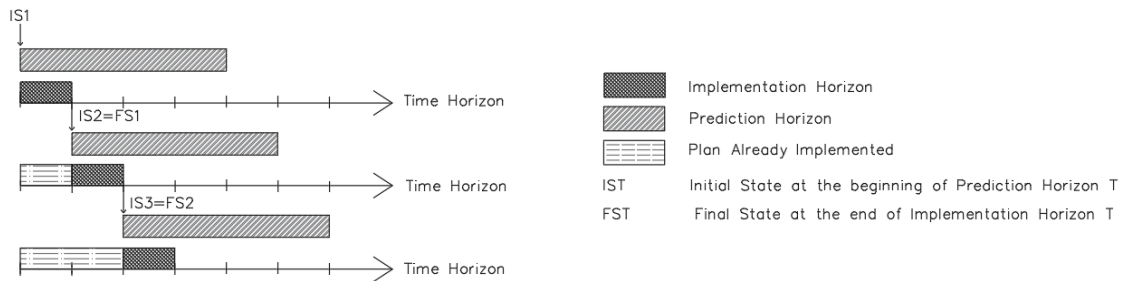 IS1
Time Horizon
IS2=FS1
Time Horizon
IS3=FS2
Time Horizon
Implementation Horizon
Prediction Horizon
Plan Already Implemented
IST Initial State at the beginning of Prediction Horizon T
FST Final State at the end of Implementation Horizon T